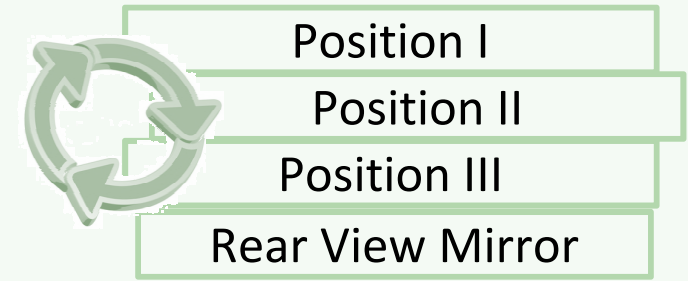 Position I
Position II
Position III
Rear View Mirror